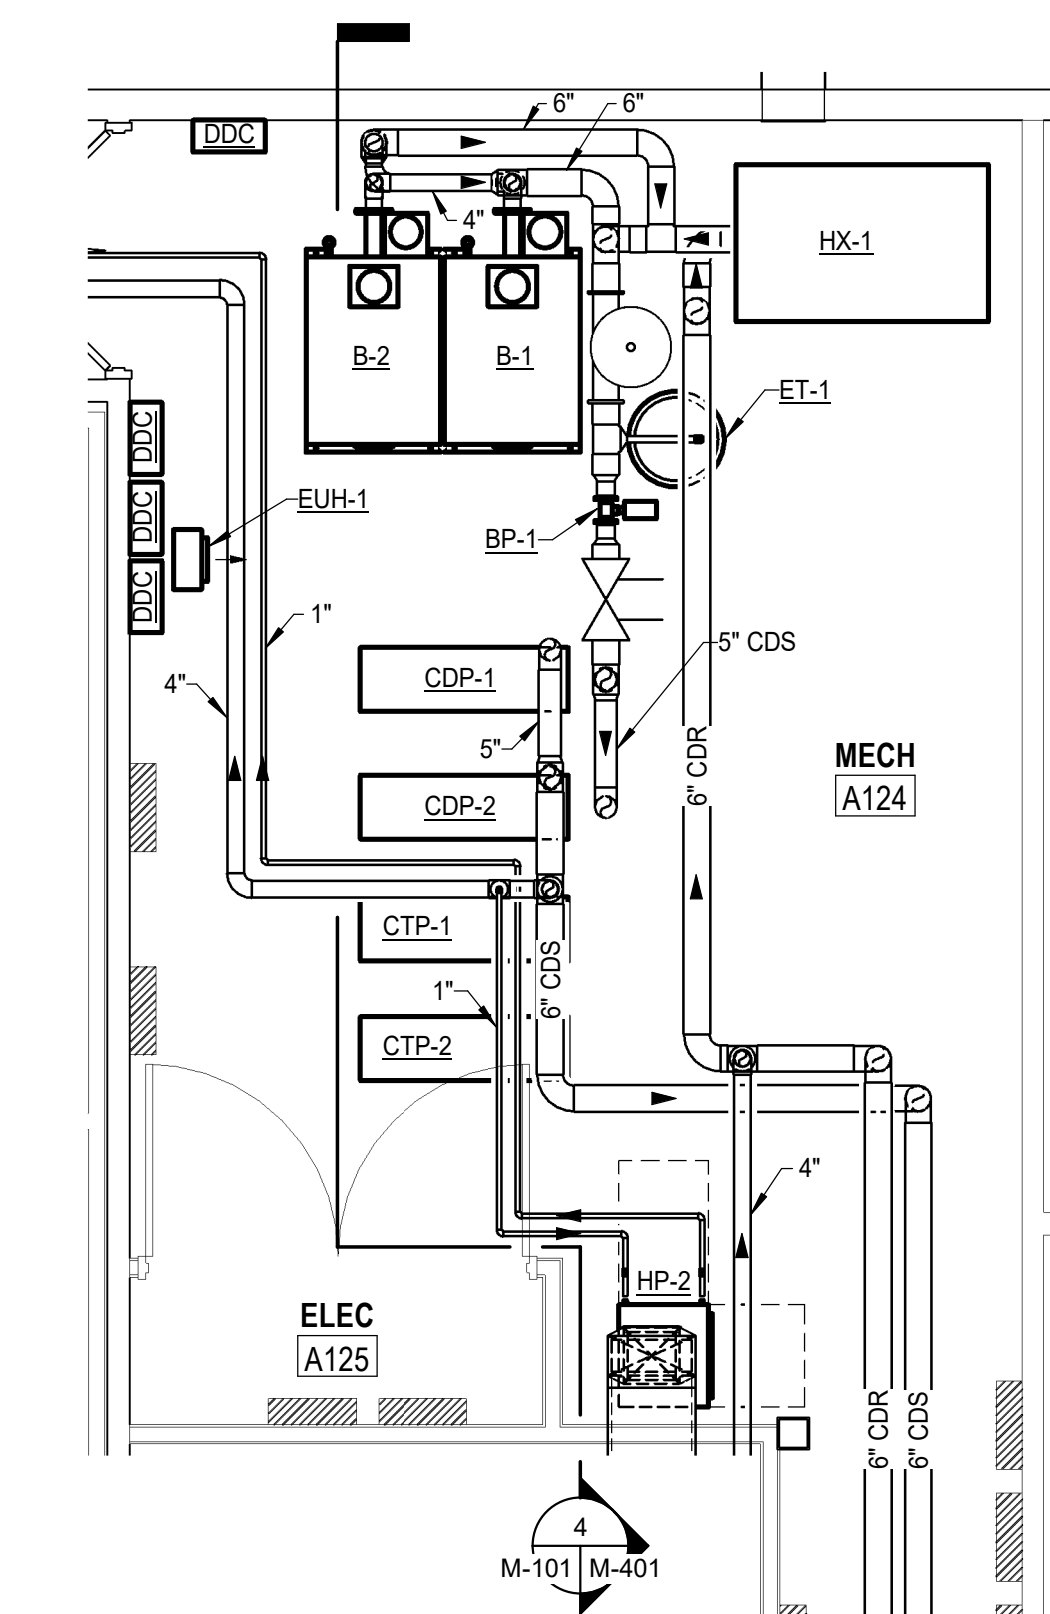 6"
6"
DDC
4"
HX-1
B-2
B-1
ET-1
DDC
EUH-1
DDC
BP-1
DDC
1"
5" CDS
CDP-1
4"
5"
6" CDR
MECH
A124
CDP-2
CTP-1
6" CDS
1"
CTP-2
4"
HP-2
ELEC
A125
6" CDR
6" CDS
4
M-101
M-401